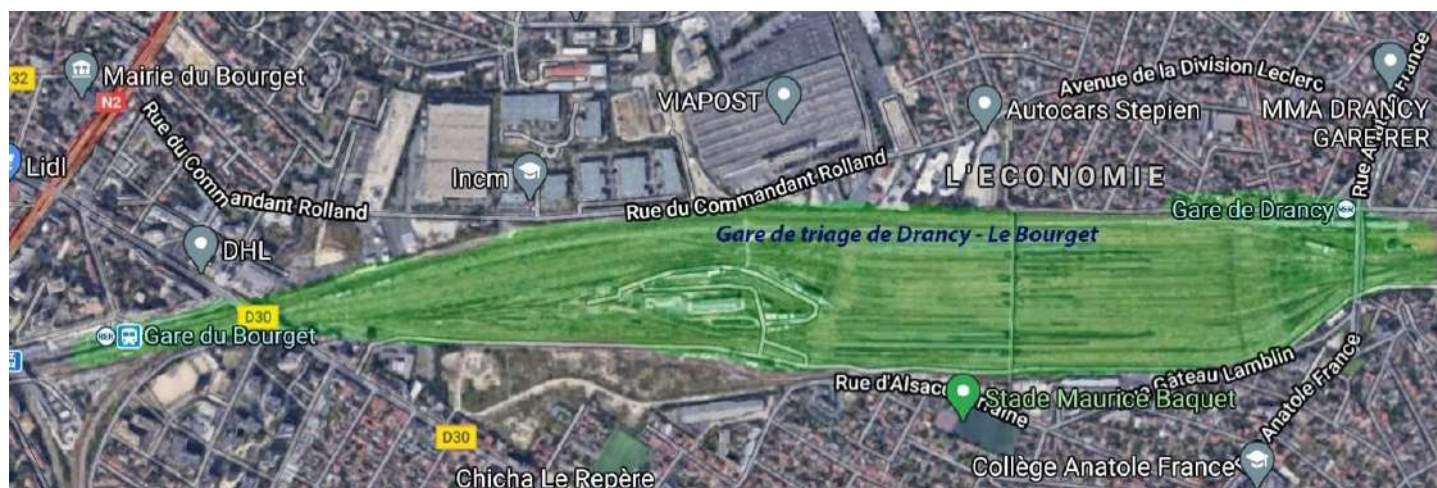 32
Mairie du Bourget
N2
Lidl
Rue du Commandant Rolland
DHL
Incm
VIAPOST
Rue du Commandant Rolland
Avenue de la Division Leclerc
Autocars Stepien
MMA DRANCY
GARE RER
L'ECONOMIE
Gare de Drancy
Gare de triage de Drancy - Le Bourget
D30
Gare du Bourget
Rue d'Alsace
Stade Maurice Baquet
Gâteau Lamblin
Anatole France
D30
Chicha Le Repère
Collège Anatole France